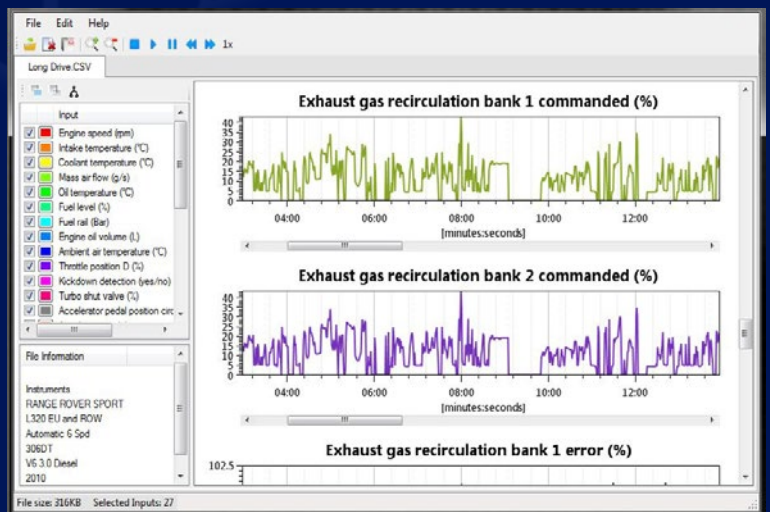 File Edit Help
1x
Long Drive.CSV
Input
Engine speed (rpm)
Intake temperature (°C)
Coolant temperature (°C)
Mass air flow (g/s)
Oil temperature (°C)
Fuel level (%)
Fuel rail (Bar)
Engine oil volume (L)
Ambient air temperature (°C)
Throttle position D (%)
Kickdown detection (yes/no)
Turbo shut valve (%)
Accelerator pedal position circ
File Information
Instruments
RANGE ROVER SPORT
L320 EU and ROW
Automatic 6 Spd
306DT
V6 3.0 Diesel
2010
Exhaust gas recirculation bank 1 commanded (%)
40
35
30
25
20
15
10
5
0
04:00 06:00 08:00 10:00 12:00
[minutes:seconds]
Exhaust gas recirculation bank 2 commanded (%)
40
35
30
25
20
15
10
5
0
04:00 06:00 08:00 10:00 12:00
[minutes:seconds]
Exhaust gas recirculation bank 1 error (%)
102.5
File size: 316KB Selected Inputs: 27